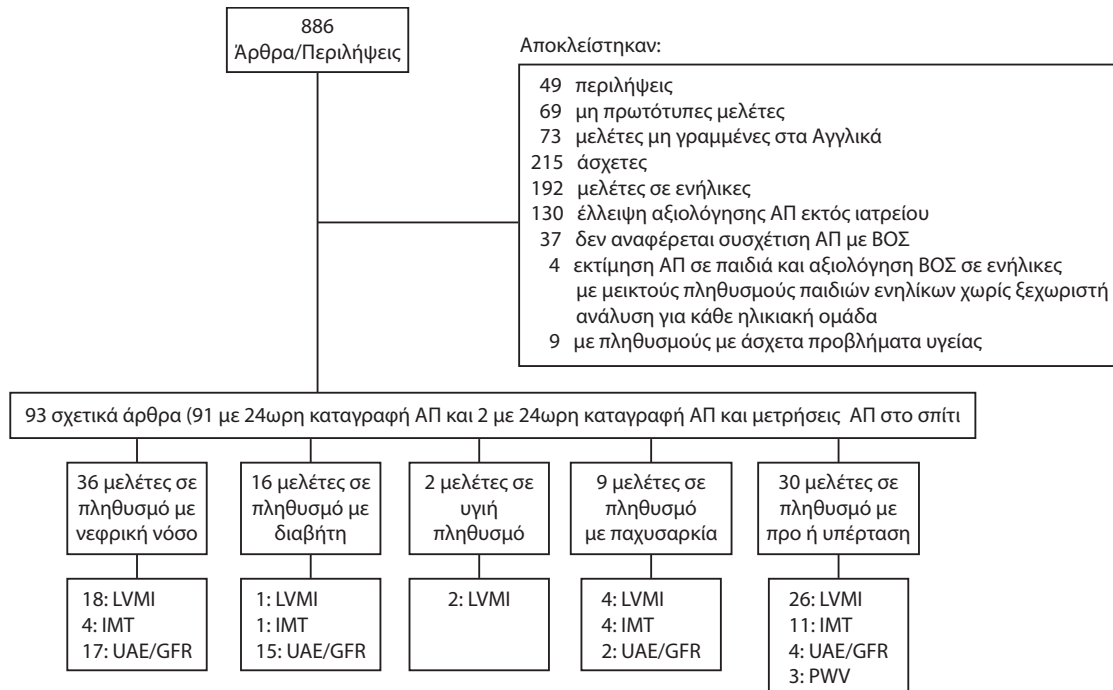 886
Άρθρα/Περιλήψεις
Αποκλείστηκαν:
49 περιλήψεις
69 μη πρωτότυπες μελέτες
73 μελέτες μη γραμμένες στα Αγγλικά
215 άσχετες
192 μελέτες σε ενήλικες
130 έλλειψη αξιολόγησης ΑΠ εκτός ιατρείου
37 δεν αναφέρεται συσχέτιση ΑΠ με ΒΟΣ
4 εκτίμηση ΑΠ σε παιδιά και αξιολόγηση ΒΟΣ σε ενήλικες
με μεικτούς πληθυσμούς παιδιών ενηλίκων χωρίς ξεχωριστή
ανάλυση για κάθε ηλικιακή ομάδα
9 με πληθυσμούς με άσχετα προβλήματα υγείας
93 σχετικά άρθρα (91 με 24ωρη καταγραφή ΑΠ και 2 με 24ωρη καταγραφή ΑΠ και μετρήσεις ΑΠ στο σπίτι
36 μελέτες σε
πληθυσμό με
νεφρική νόσο
16 μελέτες σε
πληθυσμό με
διαβήτη
2 μελέτες σε
υγιή
πληθυσμό
9 μελέτες σε
πληθυσμό
με παχυσαρκία
30 μελέτες σε
πληθυσμό με
προ ή υπέρταση
18: LVMI
4: IMT
17: UAE/GFR
1: LVMI
1: IMT
15: UAE/GFR
2: LVMI
4: LVMI
4: IMT
2: UAE/GFR
26: LVMI
11: IMT
4: UAE/GFR
3: PWV